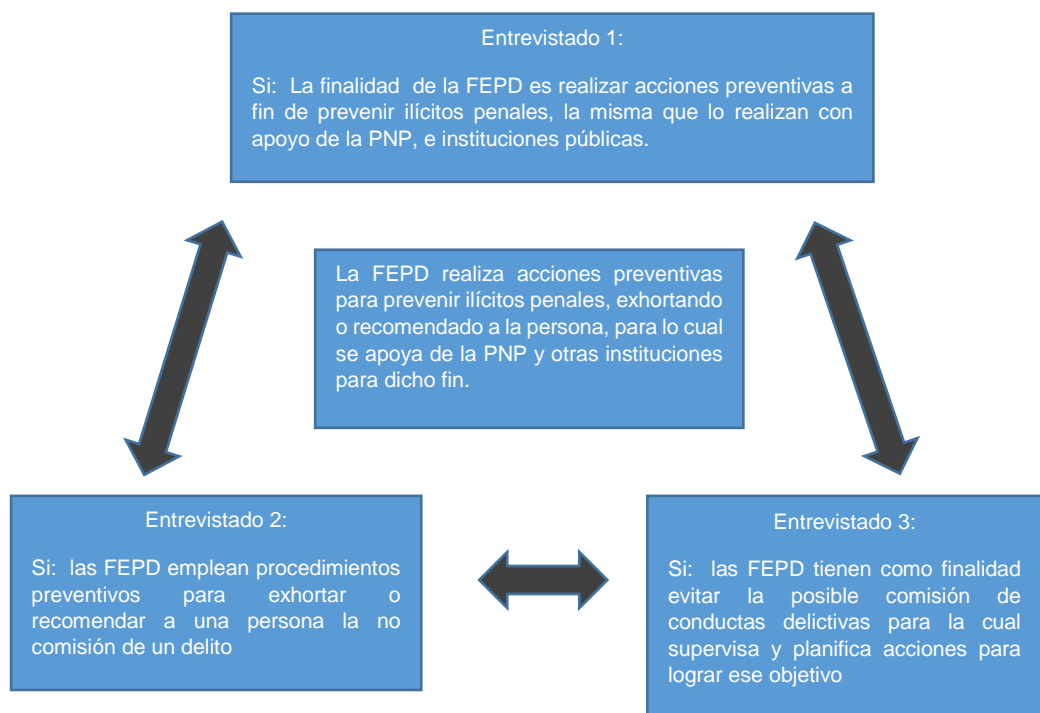 Entrevistado 1:
Si: La finalidad de la FEPD es realizar acciones preventivas a
fin de prevenir ilícitos penales, la misma que lo realizan con
apoyo de la PNP, e instituciones públicas.
La FEPD realiza acciones preventivas
para prevenir ilícitos penales, exhortando
o recomendado a la persona, para lo cual
se apoya de la PNP y otras instituciones
para dicho fin.
Entrevistado 2:
Si: las FEPD emplean procedimientos
preventivos para exhortar o
recomendar a una persona la no
comisión de un delito
Entrevistado 3:
Si: las FEPD tienen como finalidad
evitar la posible comisión de
conductas delictivas para la cual
supervisa y planifica acciones para
lograr ese objetivo